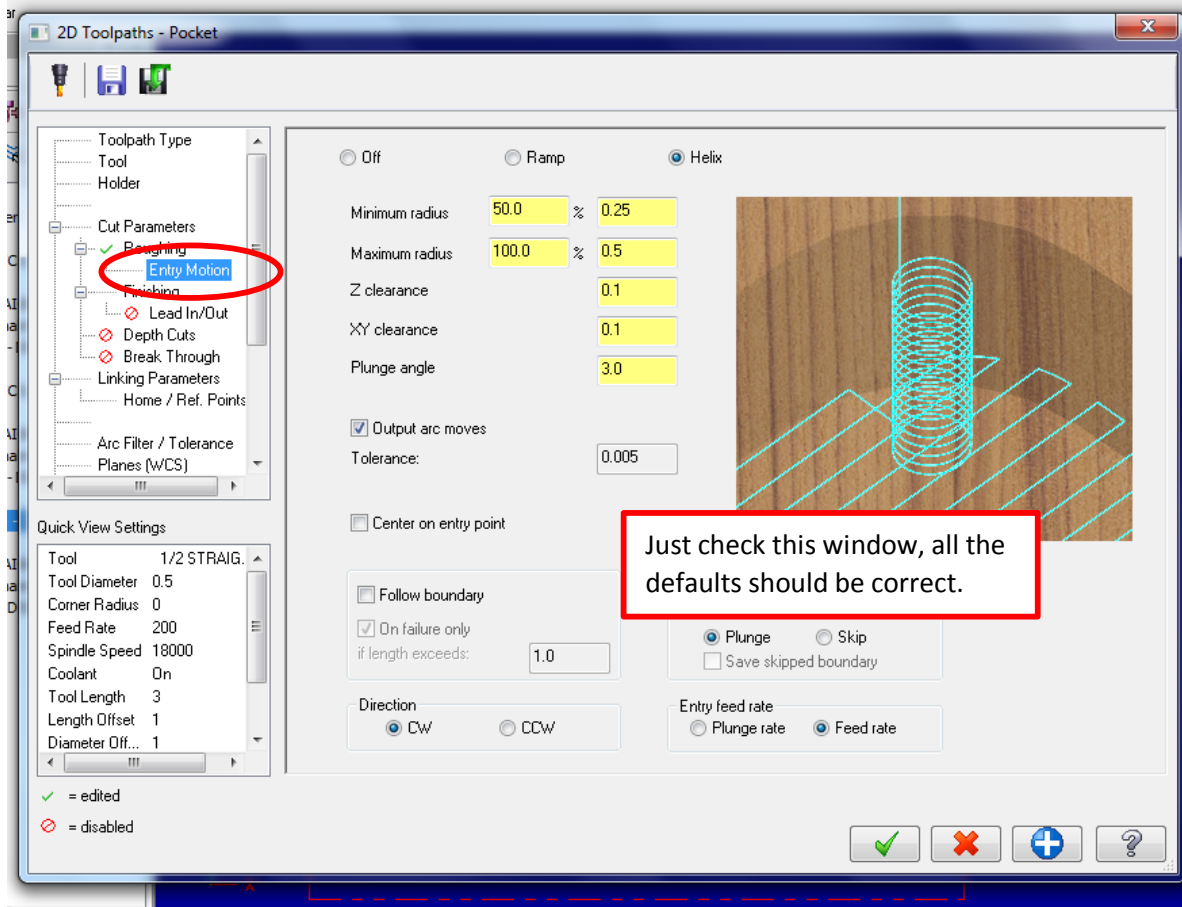 2D Toolpaths - Pocket
Toolpath Type
Tool
Holder
Cut Parameters
Roughing
Entry Motion
Finishing
Lead In/Out
Depth Cuts
Break Through
Linking Parameters
Home / Ref. Points
Arc Filter / Tolerance
Planes (WCS)
Quick View Settings
Tool 1/2 STRAIG.
Tool Diameter 0.5
Corner Radius 0
Feed Rate 200
Spindle Speed 18000
Coolant On
Tool Length 3
Length Offset 1
Diameter Off... 1
= edited
= disabled
Off Ramp Helix
Minimum radius 50.0 % 0.25
Maximum radius 100.0 % 0.5
Z clearance 0.1
XY clearance 0.1
Plunge angle 3.0
Output arc moves
Tolerance: 0.005
Center on entry point
Just check this window, all the
defaults should be correct.
Follow boundary
On failure only
if length exceeds: 1.0
Plunge Skip
Save skipped boundary
Direction
CW CCW
Entry feed rate
Plunge rate Feed rate